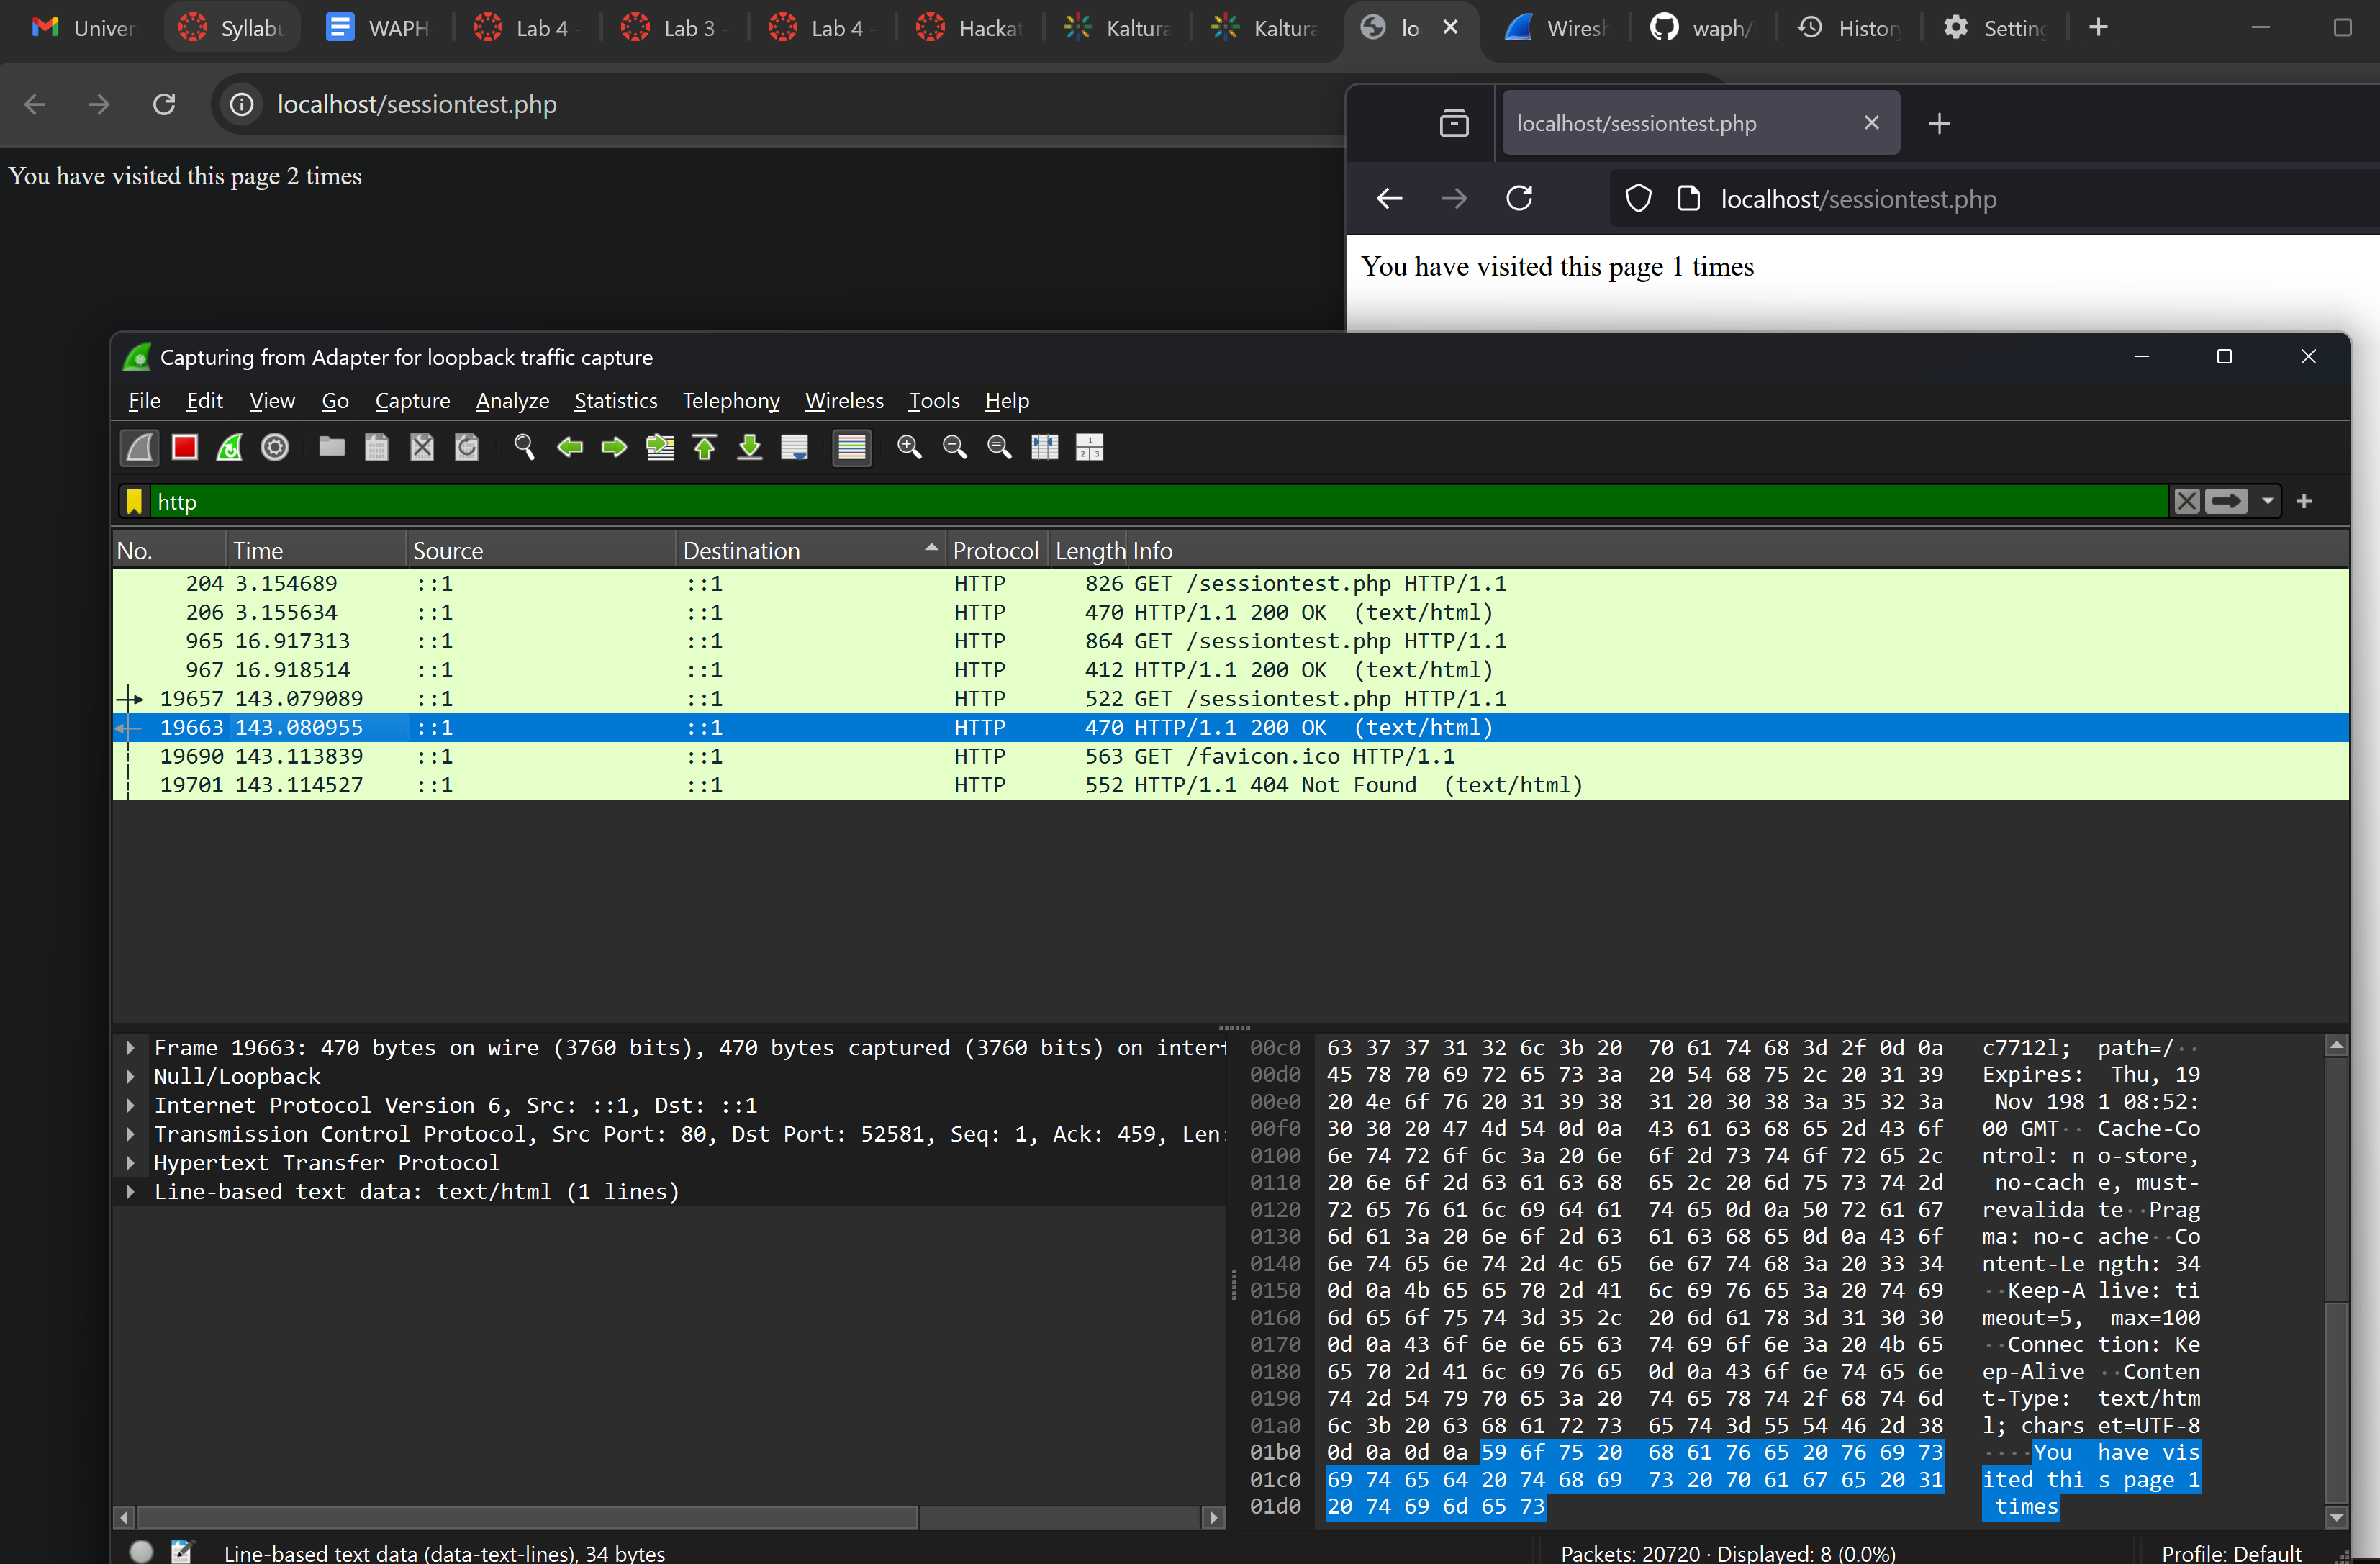 Univer
Syllabu
WAPH
Lab 4 -
Lab 3 -
Lab 4 -
Hackat
Kaltura
Kaltura
lo
Wiresh
waph/
History
Setting
localhost/sessiontest.php
You have visited this page 2 times
localhost/sessiontest.php
localhost/sessiontest.php
You have visited this page 1 times
Capturing from Adapter for loopback traffic capture
File Edit View Go Capture Analyze Statistics Telephony Wireless Tools Help
http
No. Time Source Destination Protocol Length Info
204 3.154689 ::1 ::1 HTTP 826 GET /sessiontest.php HTTP/1.1
206 3.155634 ::1 ::1 HTTP 470 HTTP/1.1 200 OK (text/html)
965 16.917313 ::1 ::1 HTTP 864 GET /sessiontest.php HTTP/1.1
967 16.918514 ::1 ::1 HTTP 412 HTTP/1.1 200 OK (text/html)
19657 143.079089 ::1 ::1 HTTP 522 GET /sessiontest.php HTTP/1.1
19663 143.080955 ::1 ::1 HTTP 470 HTTP/1.1 200 OK (text/html)
19690 143.113839 ::1 ::1 HTTP 563 GET /favicon.ico HTTP/1.1
19701 143.114527 ::1 ::1 HTTP 552 HTTP/1.1 404 Not Found (text/html)
Frame 19663: 470 bytes on wire (3760 bits), 470 bytes captured (3760 bits) on interf
Null/Loopback
Internet Protocol Version 6, Src: ::1, Dst: ::1
Transmission Control Protocol, Src Port: 80, Dst Port: 52581, Seq: 1, Ack: 459, Len:
Hypertext Transfer Protocol
Line-based text data: text/html (1 lines)
00c0 63 37 37 31 32 6c 3b 20 70 61 74 68 3d 2f 0d 0a c7712l; path=/··
00d0 45 78 70 69 72 65 73 3a 20 54 68 75 2c 20 31 39 Expires: Thu, 19
00e0 20 4e 6f 76 20 31 39 38 31 20 30 38 3a 35 32 3a Nov 198 1 08:52:
00f0 30 30 20 47 4d 54 0d 0a 43 61 63 68 65 2d 43 6f 00 GMT·· Cache-Co
0100 6e 74 72 6f 6c 3a 20 6e 6f 2d 73 74 6f 72 65 2c ntrol: n o-store,
0110 20 6e 6f 2d 63 61 63 68 65 2c 20 6d 75 73 74 2d no-cach e, must-
0120 72 65 76 61 6c 69 64 61 74 65 0d 0a 50 72 61 67 revalida te··Prag
0130 6d 61 3a 20 6e 6f 2d 63 61 63 68 65 0d 0a 43 6f ma: no-c ache··Co
0140 6e 74 65 6e 74 2d 4c 65 6e 67 74 68 3a 20 33 34 ntent-Le ngth: 34
0150 0d 0a 4b 65 65 70 2d 41 6c 69 76 65 3a 20 74 69 ··Keep-A live: ti
0160 6d 65 6f 75 74 3d 35 2c 20 6d 61 78 3d 31 30 30 meout=5, max=100
0170 0d 0a 43 6f 6e 6e 65 63 74 69 6f 6e 3a 20 4b 65 ··Connec tion: Ke
0180 65 70 2d 41 6c 69 76 65 0d 0a 43 6f 6e 74 65 6e ep-Alive ··Conten
0190 74 2d 54 79 70 65 3a 20 74 65 78 74 2f 68 74 6d t-Type: text/htm
01a0 6c 3b 20 63 68 61 72 73 65 74 3d 55 54 46 2d 38 l; chars et=UTF-8
01b0 0d 0a 0d 0a 59 6f 75 20 68 61 76 65 20 76 69 73 ····You have vis
01c0 69 74 65 64 20 74 68 69 73 20 70 61 67 65 20 31 ited thi s page 1
01d0 20 74 69 6d 65 73 times
Line-based text data (data-text-lines), 34 bytes
Packets: 20720 · Displayed: 8 (0.0%)
Profile: Default